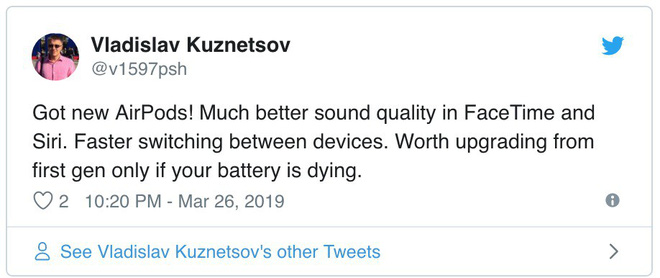 Vladislav Kuznetsov
@v1597psh
Got new AirPods! Much better sound quality in FaceTime and
Siri. Faster switching between devices. Worth upgrading from
first gen only if your battery is dying.
2 10:20 PM - Mar 26, 2019
See Vladislav Kuznetsov's other Tweets